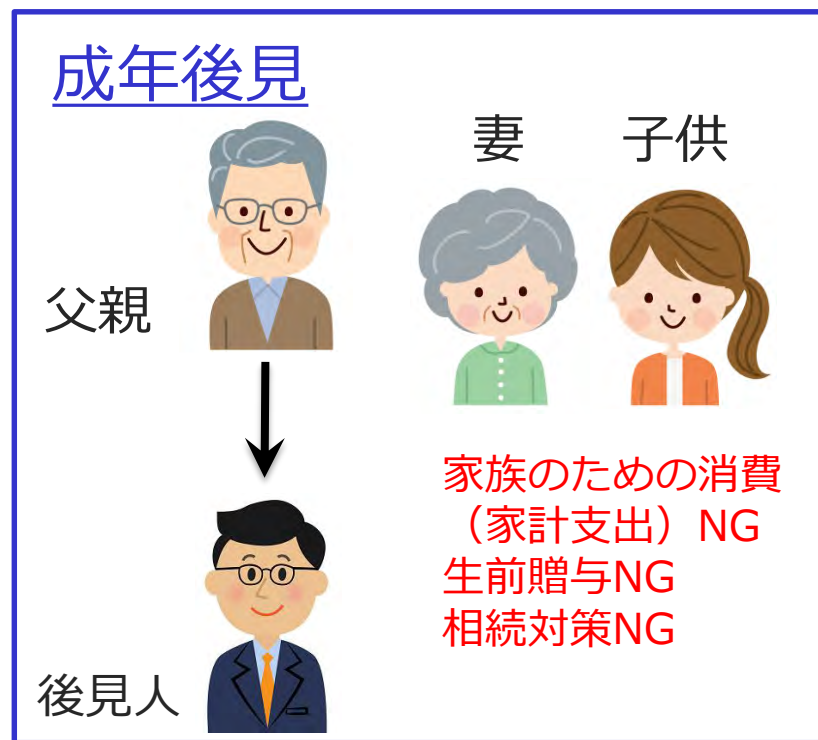 成年後見
妻
子供
父親
家族のための消費
（家計支出）NG
生前贈与NG
相続対策NG
後見人